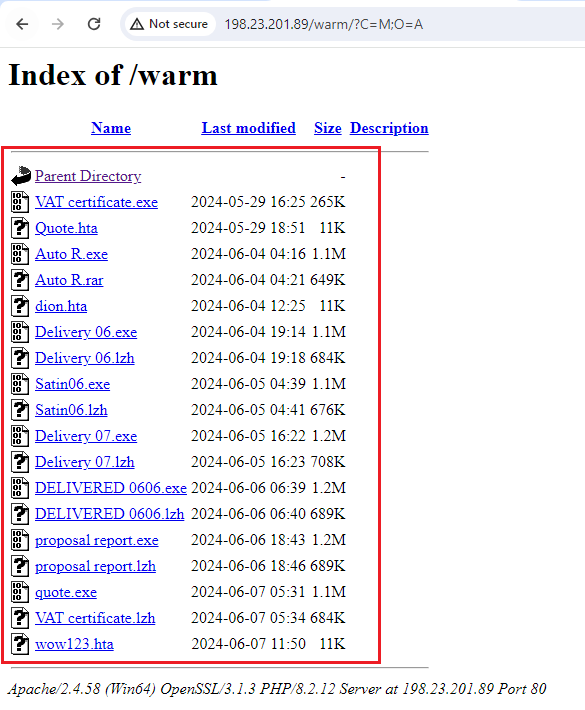 Not secure 198.23.201.89/warm/?C=M;O=A
Index of /warm
Name Last modified Size Description
Parent Directory -
VAT certificate.exe 2024-05-29 16:25 265K
Quote.hta 2024-05-29 18:51 11K
Auto R.exe 2024-06-04 04:16 1.1M
Auto R.rar 2024-06-04 04:21 649K
dion.hta 2024-06-04 12:25 11K
Delivery 06.exe 2024-06-04 19:14 1.1M
Delivery 06.lzh 2024-06-04 19:18 684K
Satin06.exe 2024-06-05 04:39 1.1M
Satin06.lzh 2024-06-05 04:41 676K
Delivery 07.exe 2024-06-05 16:22 1.2M
Delivery 07.lzh 2024-06-05 16:23 708K
DELIVERED 0606.exe 2024-06-06 06:39 1.2M
DELIVERED 0606.lzh 2024-06-06 06:40 689K
proposal report.exe 2024-06-06 18:43 1.2M
proposal report.lzh 2024-06-06 18:46 689K
quote.exe 2024-06-07 05:31 1.1M
VAT certificate.lzh 2024-06-07 05:34 684K
wow123.hta 2024-06-07 11:50 11K
Apache/2.4.58 (Win64) OpenSSL/3.1.3 PHP/8.2.12 Server at 198.23.201.89 Port 80